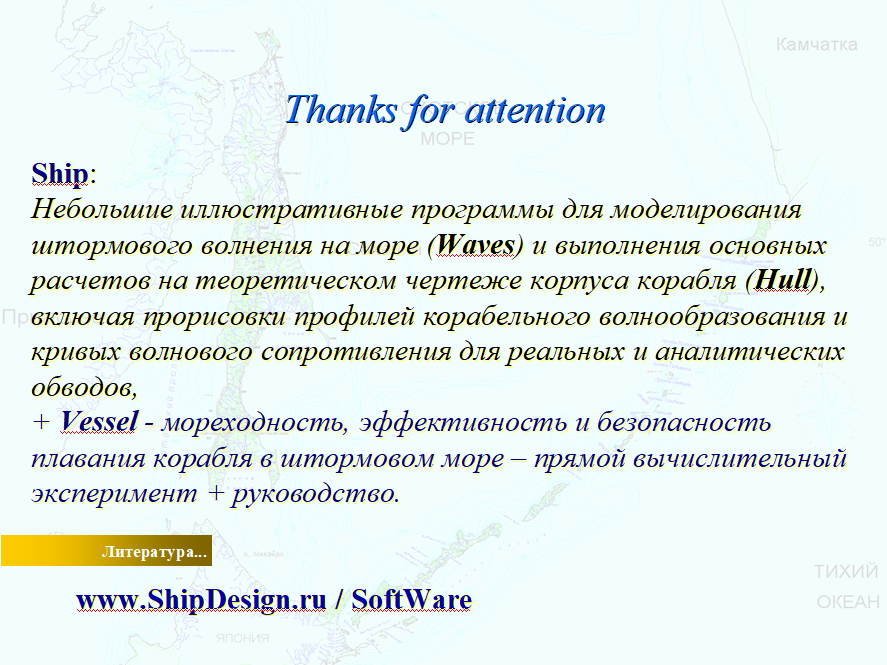 Камчатка
Thanks for attention
МОРЕ
Ship:
Небольшие иллюстративные программы для моделирования
штормового волнения на море (Waves) и выполнения основных
50°
расчетов на теоретическом чертеже корпуса корабля (Hull),
включая прорисовки профилей корабельного волнообразования и
кривых волнового сопротивления для реальных и аналитических
обводов,
+ Vessel - мореходность, эффективность и безопасность
плавания корабля в штормовом море – прямой вычислительный
эксперимент + руководство.
Литература...
ТИХИЙ
ОКЕАН
www.ShipDesign.ru / SoftWare
ЯПОНИЯ